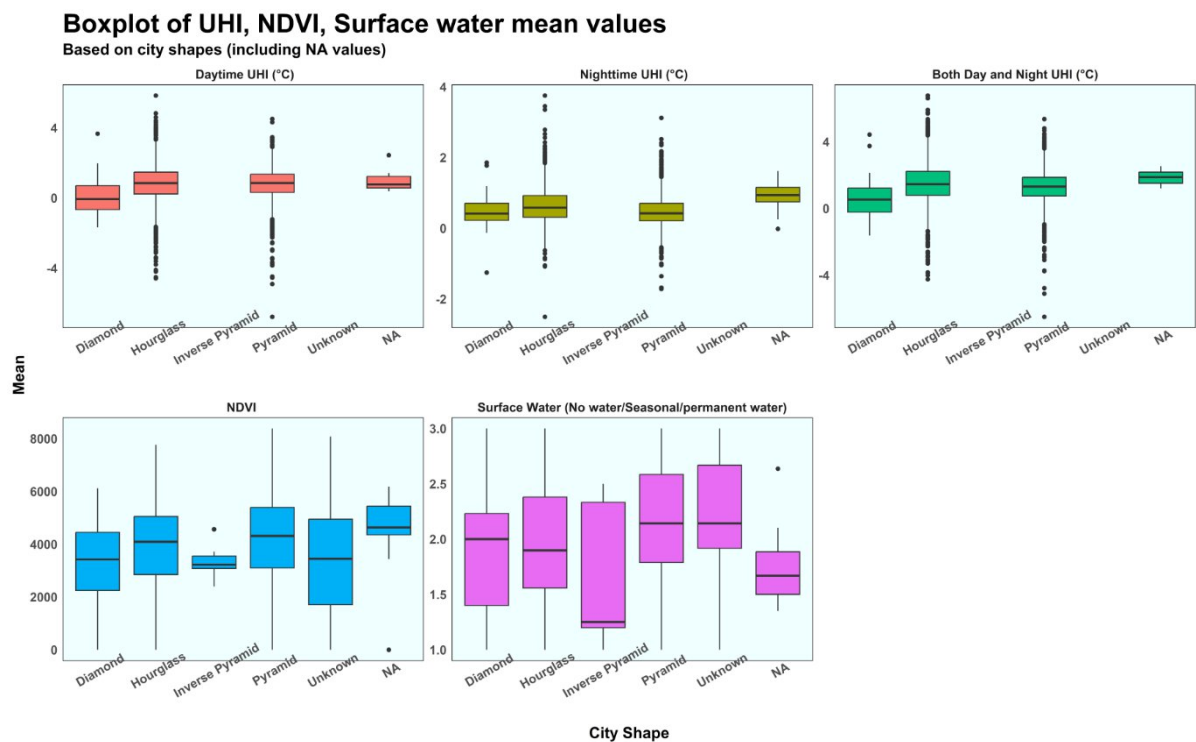 Boxplot of UHI, NDVI, Surface water mean values
Based on city shapes (including NA values)
Daytime UHI (°C)
4
0
-4
Diamond
Hourglass
Inverse Pyramid
Pyramid
Unknown
NA
Nighttime UHI (°C)
4
2
0
-2
Diamond
Hourglass
Inverse Pyramid
Pyramid
Unknown
NA
Both Day and Night UHI (°C)
4
0
-4
Diamond
Hourglass
Inverse Pyramid
Pyramid
Unknown
NA
Mean
NDVI
8000
6000
4000
2000
0
Diamond
Hourglass
Inverse Pyramid
Pyramid
Unknown
NA
Surface Water (No water/Seasonal/permanent water)
3.0
2.5
2.0
1.5
1.0
Diamond
Hourglass
Inverse Pyramid
Pyramid
Unknown
NA
City Shape